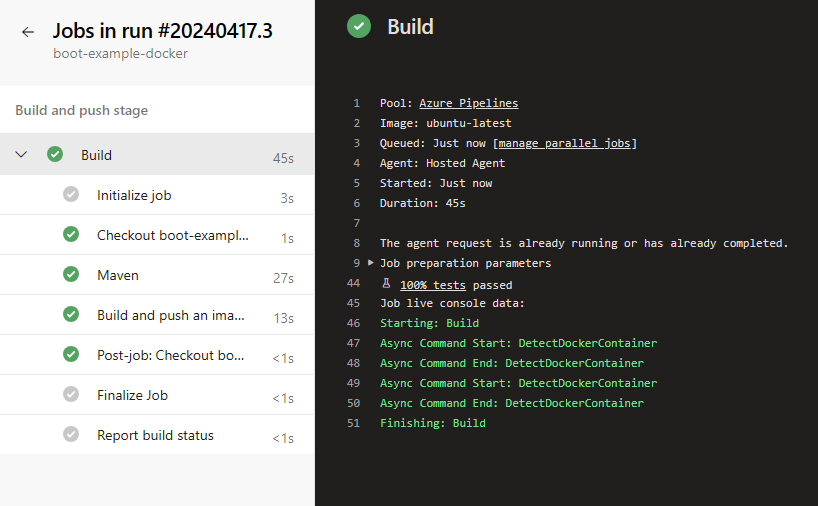 Jobs in run #20240417.3
boot-example-docker
Build and push stage
Build 45s
Initialize job 3s
Checkout boot-exampl... 1s
Maven 27s
Build and push an ima... 13s
Post-job: Checkout bo... <1s
Finalize Job <1s
Report build status <1s
Build
1 Pool: Azure Pipelines
2 Image: ubuntu-latest
3 Queued: Just now [manage parallel jobs]
4 Agent: Hosted Agent
5 Started: Just now
6 Duration: 45s
7
8 The agent request is already running or has already completed.
9 Job preparation parameters
44 100% tests passed
45 Job live console data:
46 Starting: Build
47 Async Command Start: DetectDockerContainer
48 Async Command End: DetectDockerContainer
49 Async Command Start: DetectDockerContainer
50 Async Command End: DetectDockerContainer
51 Finishing: Build